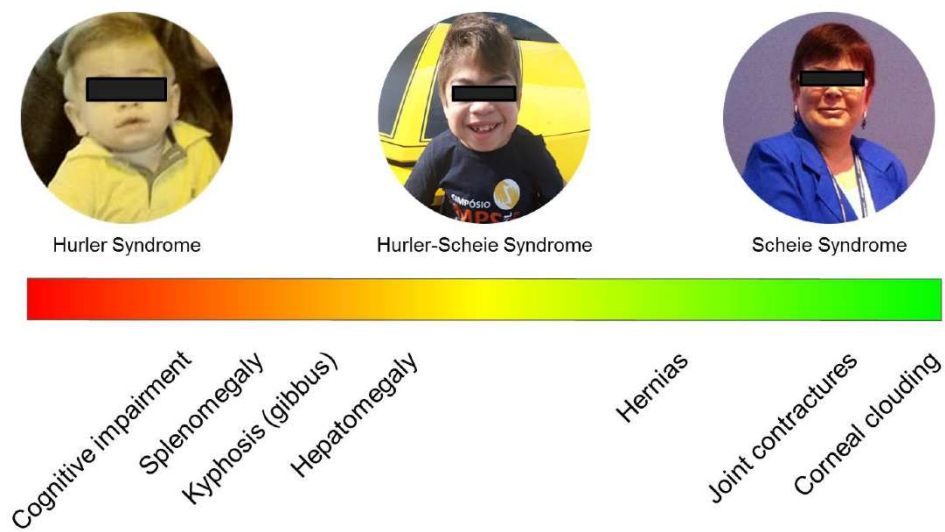 SIMPÓSIO
MPS
Hurler Syndrome
Hurler-Scheie Syndrome
Scheie Syndrome
Cognitive impairment
Splenomegaly
Kyphosis (gibbus)
Hepatomegaly
Hernias
Joint contractures
Corneal clouding